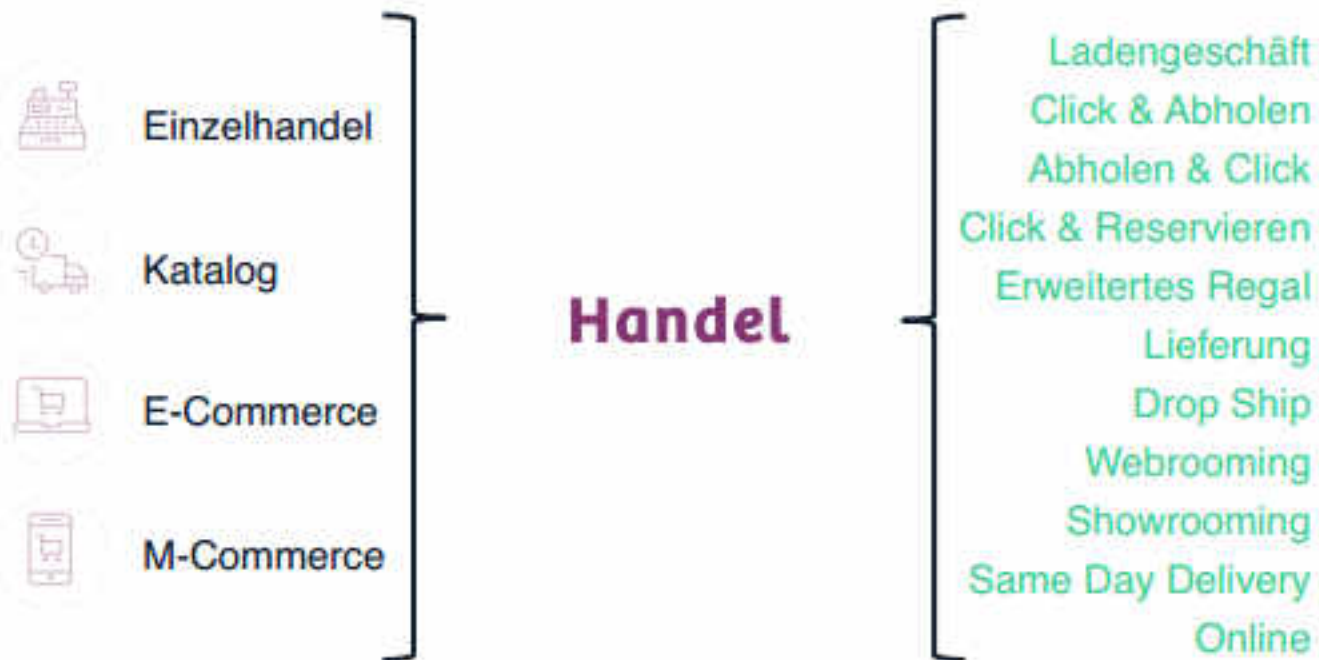 Einzelhandel
Katalog
E-Commerce
M-Commerce
Handel
Ladengeschäft
Click & Abholen
Abholen & Click
Click & Reservieren
Erweitertes Regal
Lieferung
Drop Ship
Webrooming
Showrooming
Same Day Delivery
Online